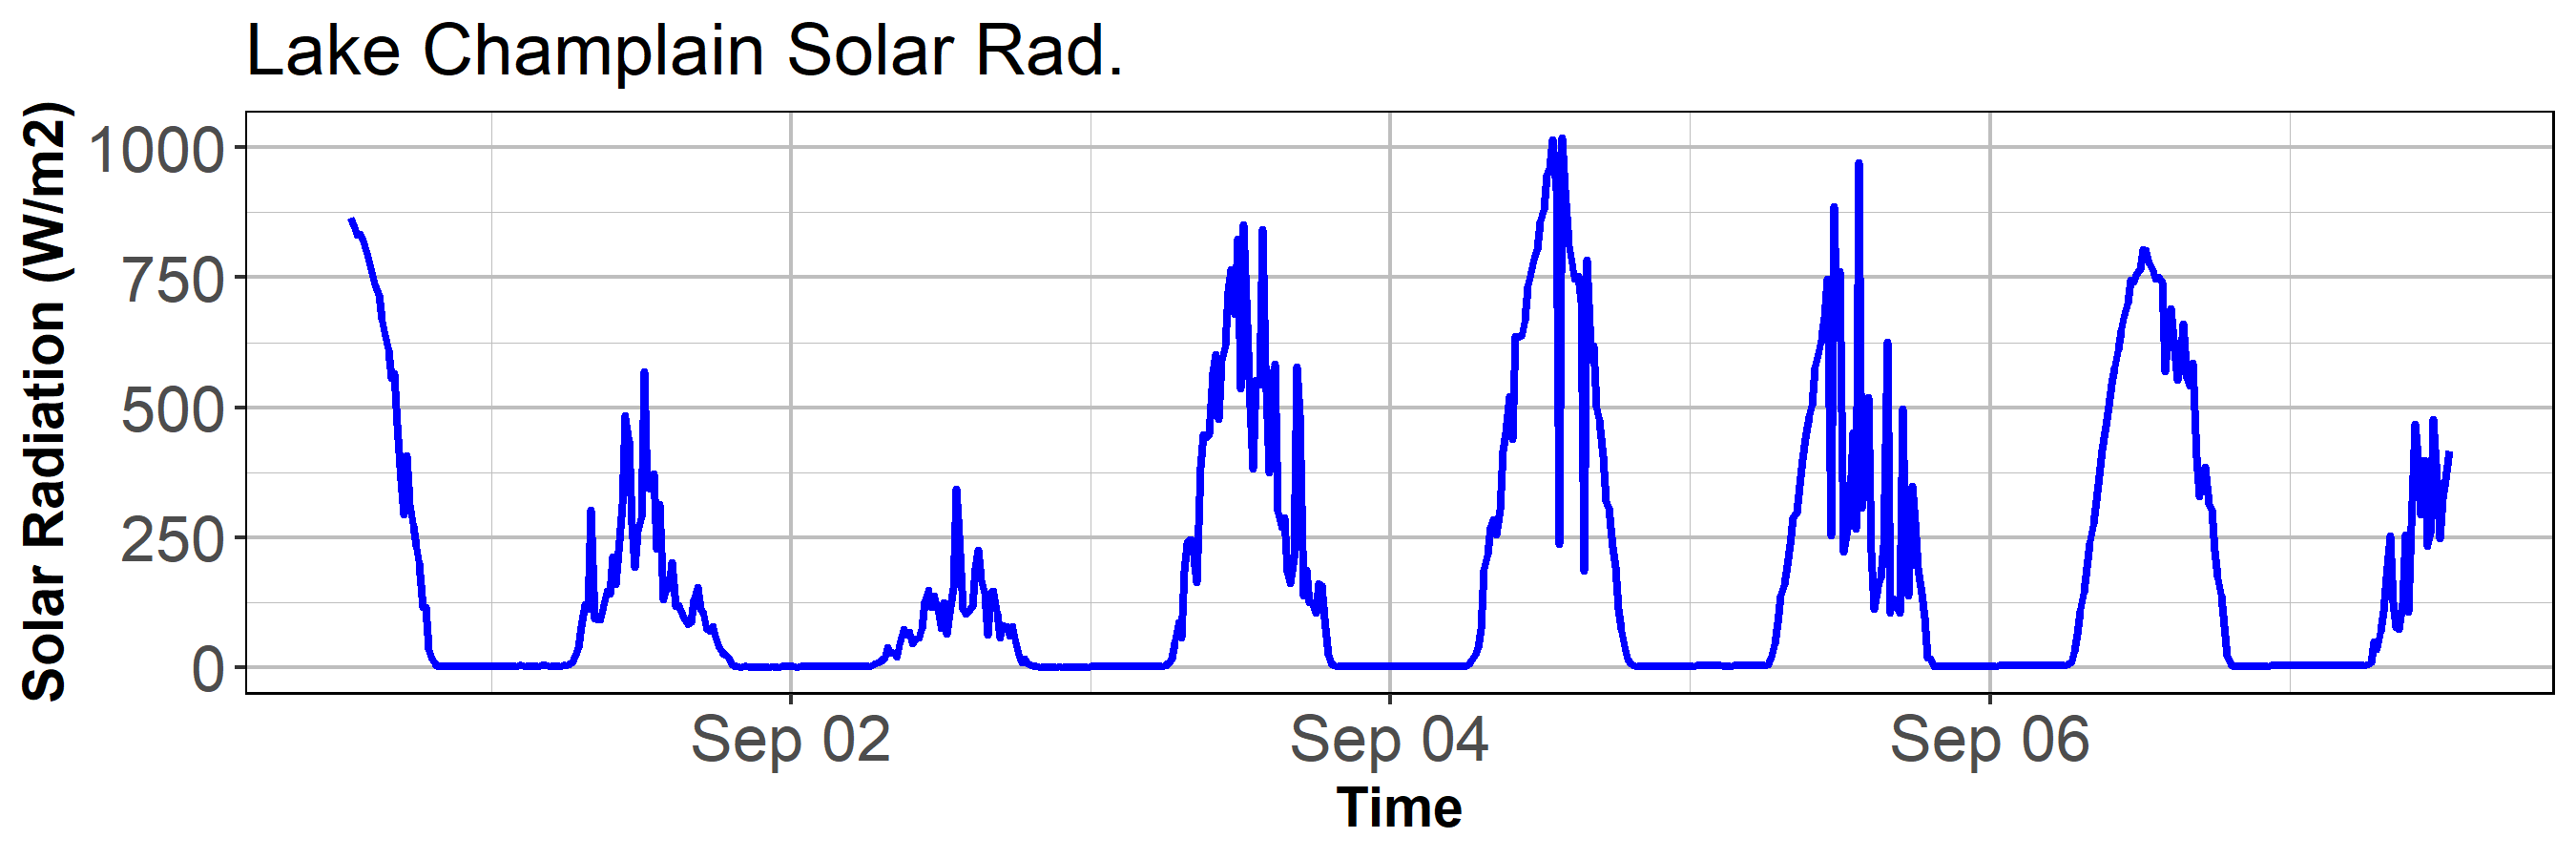 Lake Champlain Solar Rad.
Solar Radiation (W/m2)
1000
750
500
250
0
Sep 02 Sep 04 Sep 06
Time